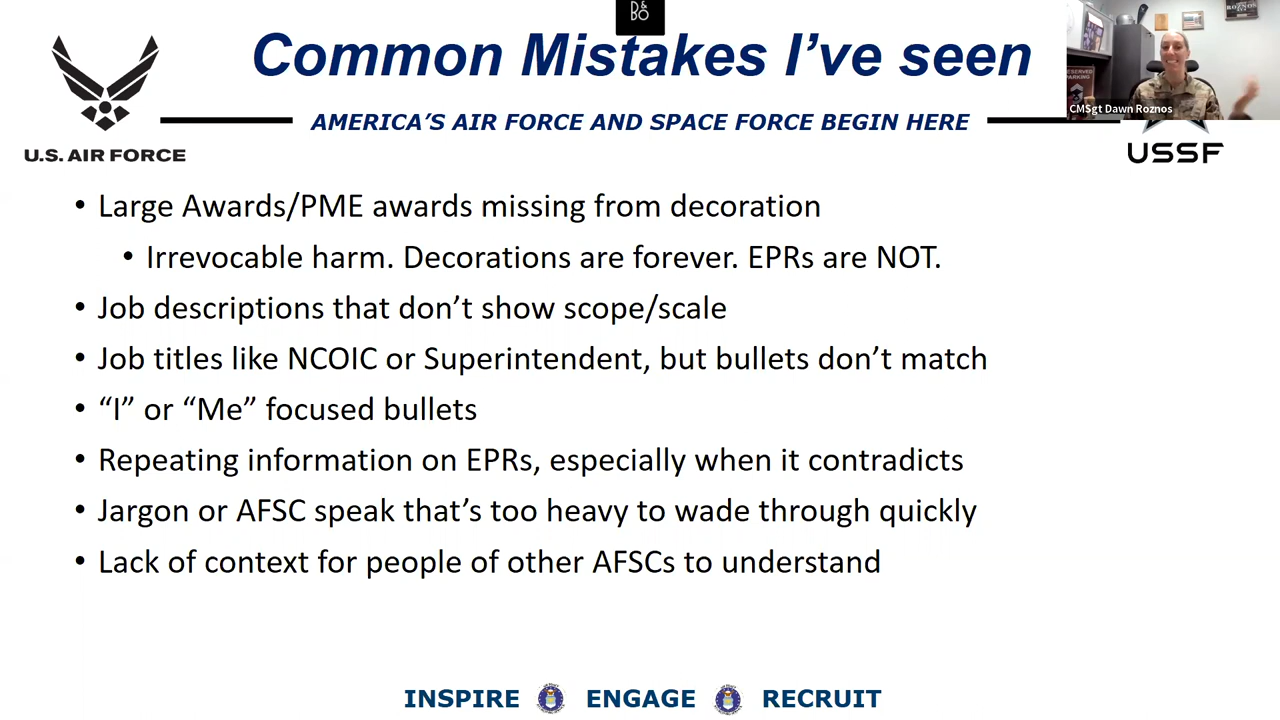 B&O
Common Mistakes I've seen
AMERICA'S AIR FORCE AND SPACE FORCE BEGIN HERE
U.S. AIR FORCE
ROZNOS
RESERVED
PARKING
CMSgt Dawn Roznos
USSF
• Large Awards/PME awards missing from decoration
• Irrevocable harm. Decorations are forever. EPRs are NOT.
• Job descriptions that don't show scope/scale
• Job titles like NCOIC or Superintendent, but bullets don't match
• “I” or “Me” focused bullets
• Repeating information on EPRs, especially when it contradicts
• Jargon or AFSC speak that's too heavy to wade through quickly
• Lack of context for people of other AFSCs to understand
INSPIRE ENGAGE RECRUIT